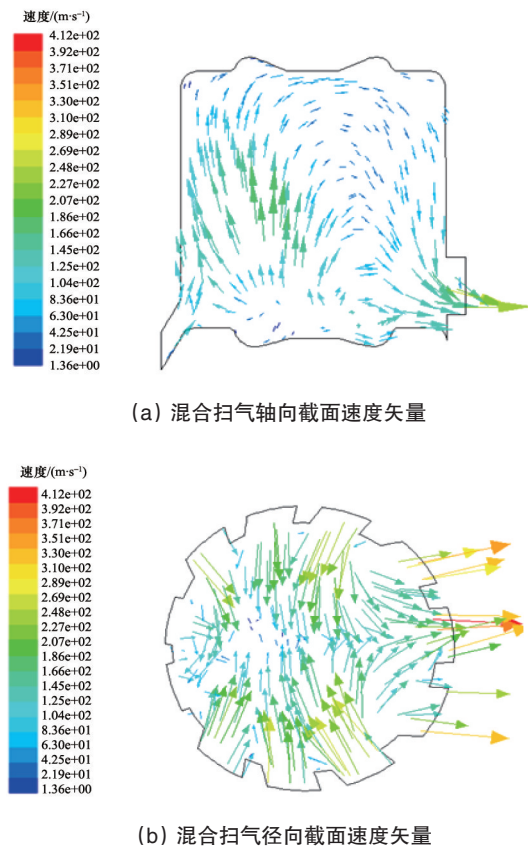 速度/(m·s⁻¹)
4.12e+02
3.92e+02
3.71e+02
3.51e+02
3.30e+02
3.10e+02
2.89e+02
2.69e+02
2.48e+02
2.27e+02
2.07e+02
1.86e+02
1.66e+02
1.45e+02
1.25e+02
1.04e+02
8.36e+01
6.30e+01
4.25e+01
2.19e+01
1.36e+00
(a) 混合扫气轴向截面速度矢量
速度/(m·s⁻¹)
4.12e+02
3.92e+02
3.71e+02
3.51e+02
3.30e+02
3.10e+02
2.89e+02
2.69e+02
2.48e+02
2.27e+02
2.07e+02
1.86e+02
1.66e+02
1.45e+02
1.25e+02
1.04e+02
8.36e+01
6.30e+01
4.25e+01
2.19e+01
1.36e+00
(b) 混合扫气径向截面速度矢量